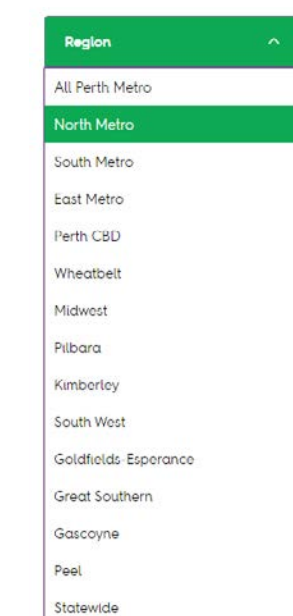 Region
All Perth Metro
North Metro
South Metro
East Metro
Perth CBD
Wheatbelt
Midwest
Pilbara
Kimberley
South West
Goldfields-Esperance
Great Southern
Gascoyne
Peel
Statewide